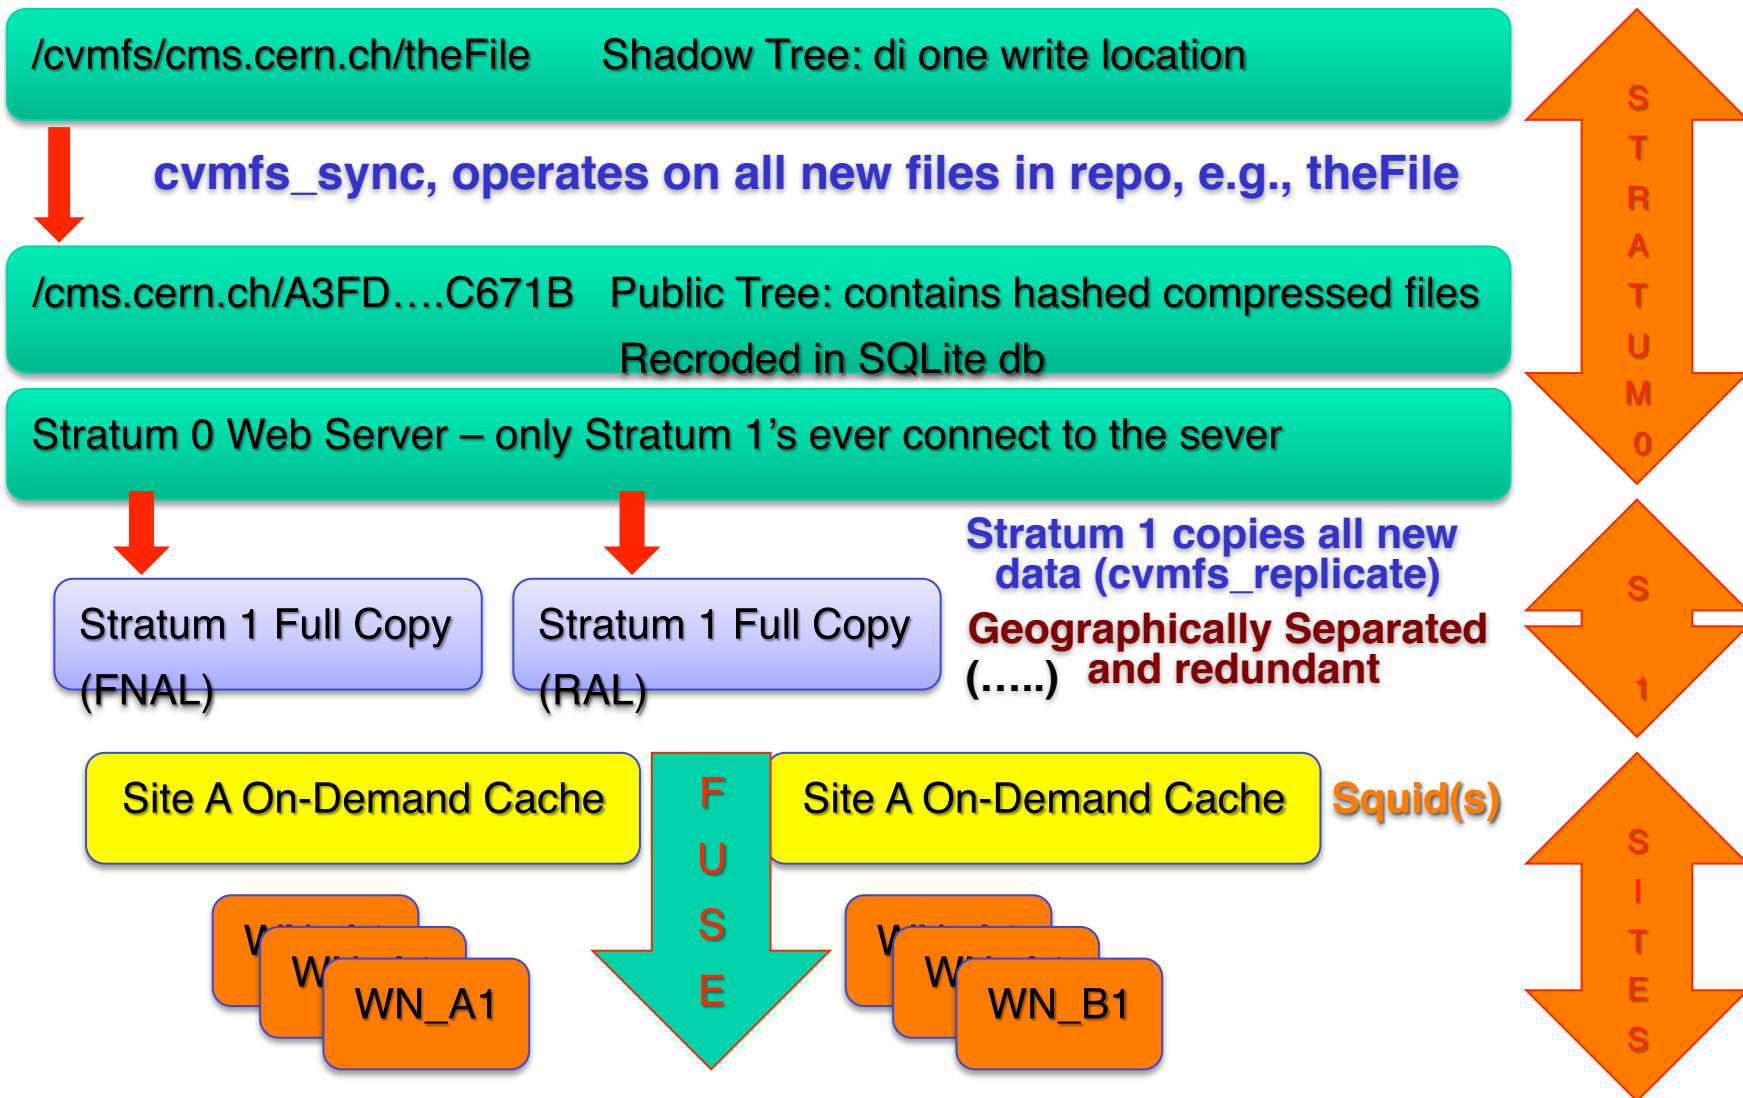 /cvmfs/cms.cern.ch/theFile Shadow Tree: di one write location
cvmfs_sync, operates on all new files in repo, e.g., theFile
/cms.cern.ch/A3FD….C671B Public Tree: contains hashed compressed files
Recroded in SQLite db
Stratum 0 Web Server – only Stratum 1’s ever connect to the sever
STRATUM0
Stratum 1 Full Copy
(FNAL)
Stratum 1 Full Copy
(RAL)
Stratum 1 copies all new
data (cvmfs_replicate)
Geographically Separated
(…..) and redundant
S 1
Site A On-Demand Cache
FUSE
Site A On-Demand Cache
Squid(s)
SITES
WN_A1
WN_B1